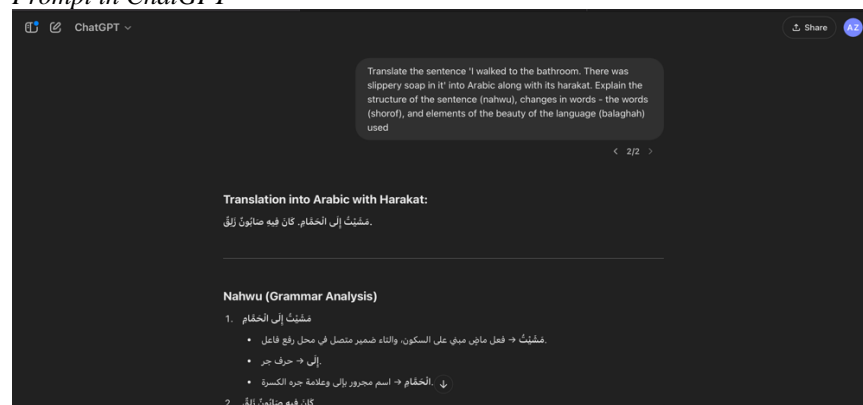 Prompt in ChatGPT
ChatGPT
Share
AZ
Translate the sentence 'I walked to the bathroom. There was
slippery soap in it' into Arabic along with its harakat. Explain the
structure of the sentence (nahwu), changes in words - the words
(shorof), and elements of the beauty of the language (balaghah)
used
2/2
Translation into Arabic with Harakat:
مَشَيْتُ إِلَى الْحَمَّامِ. كَانَ فِيهِ صَابُونٌ زَلِقٌ.
Nahwu (Grammar Analysis)
1. مَشَيْتُ إِلَى الْحَمَّامِ
• مَشَيْتُ → فعل ماضٍ مبني على السكون، والتاء ضمير متصل في محل رفع فاعل.
• إِلَى → حرف جر.
• الْحَمَّامِ → اسم مجرور بإلى وعلامة جره الكسرة.
2. كَانَ فِيهِ صَابُونٌ زَلِقٌ